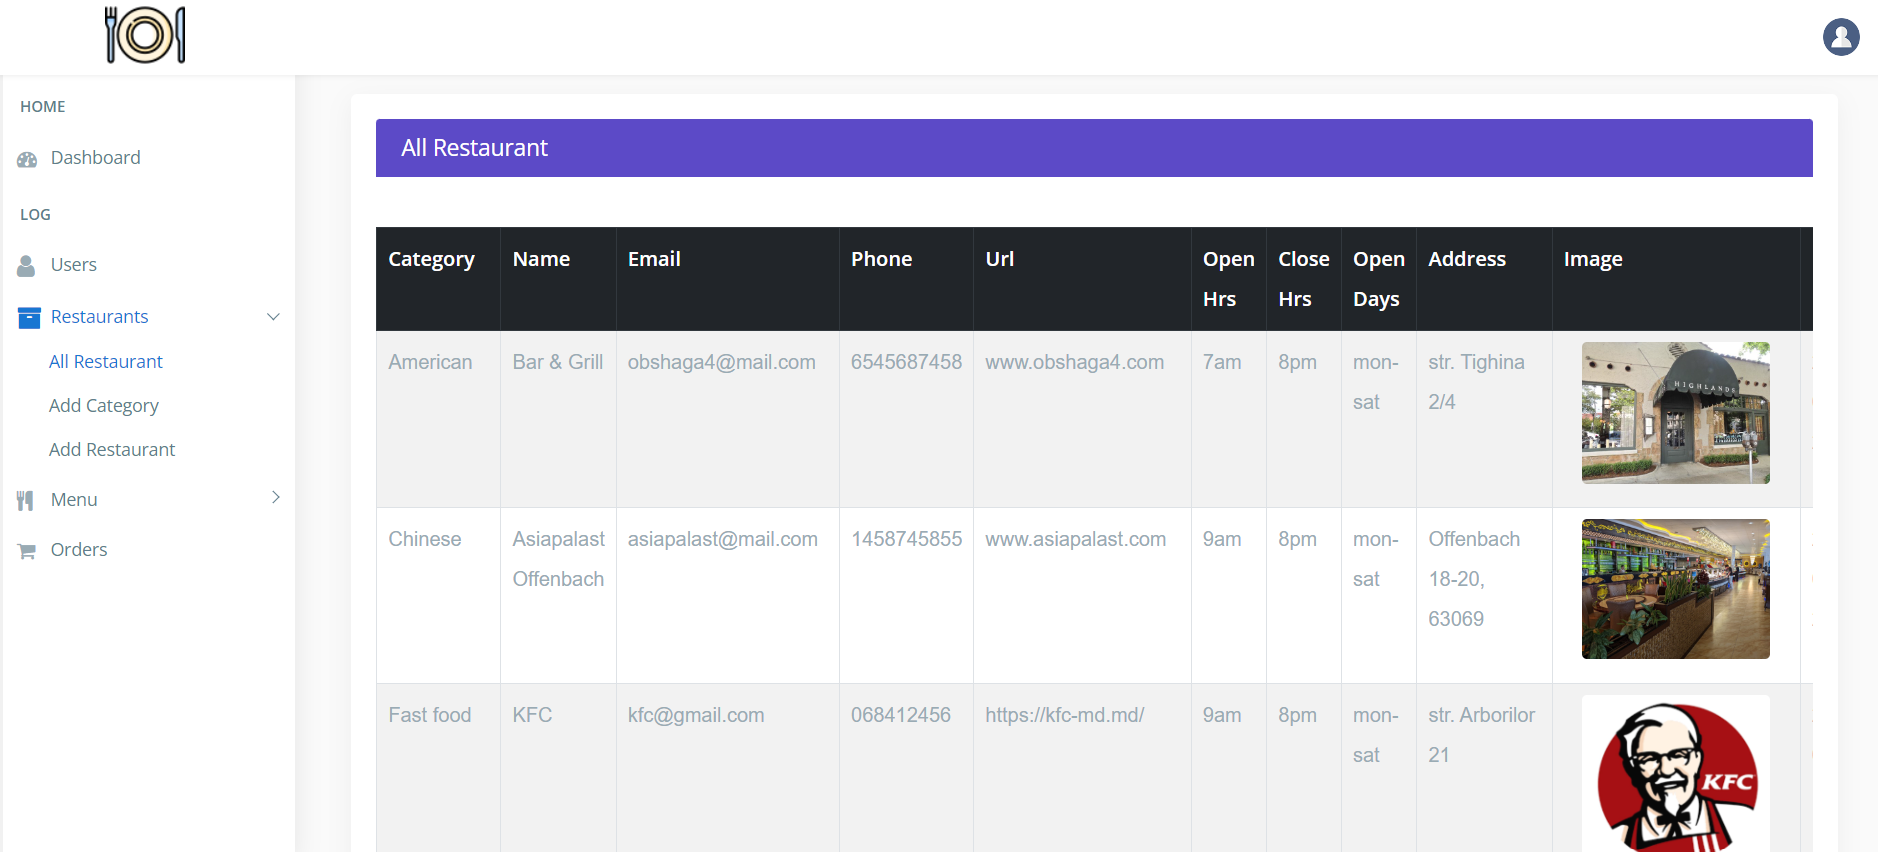 HOME
Dashboard
LOG
Users
Restaurants
All Restaurant
Add Category
Add Restaurant
Menu
Orders
All Restaurant
Category Name Email Phone Url Open Hrs Close Hrs Open Days Address Image
American Bar & Grill obshaga4@mail.com 6545687458 www.obshaga4.com 7am 8pm mon-sat str. Tighina 2/4
HIGHLANDS
Chinese Asiapalast Offenbach asiapalast@mail.com 1458745855 www.asiapalast.com 9am 8pm mon-sat Offenbach 18-20, 63069
Fast food KFC kfc@gmail.com 068412456 https://kfc-md.md/ 9am 8pm mon-sat str. Arborilor 21
KFC